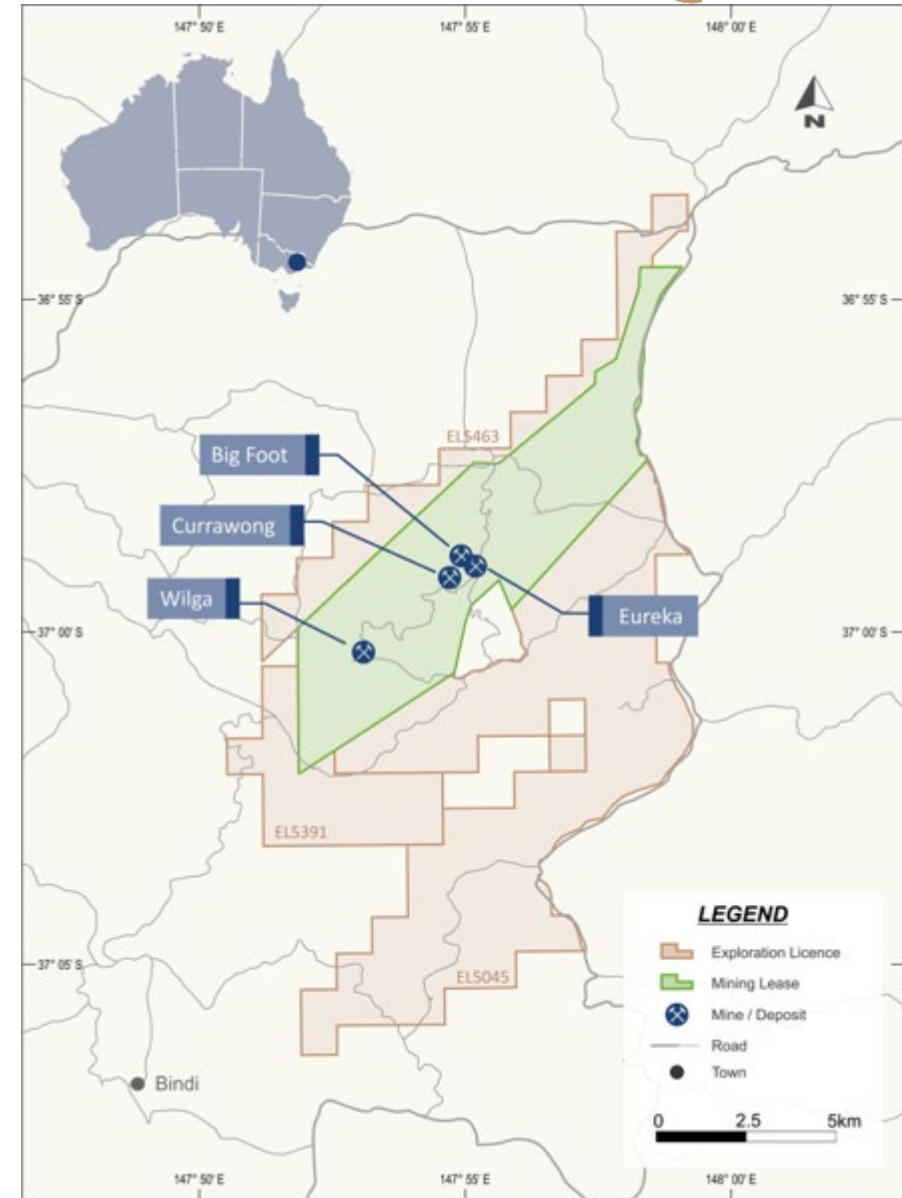 147° 50' E
147° 55' E
148° 00' E
N
36° 55' S
36° 55' S
EL5463
Big Foot
Currawong
Wilga
Eureka
37° 00' S
37° 00' S
EL5391
LEGEND
Exploration Licence
37° 05' S
EL5045
Mining Lease
Mine / Deposit
Road
Town
Bindi
0 2.5 5km
147° 50' E
147° 55' E
148° 00' E